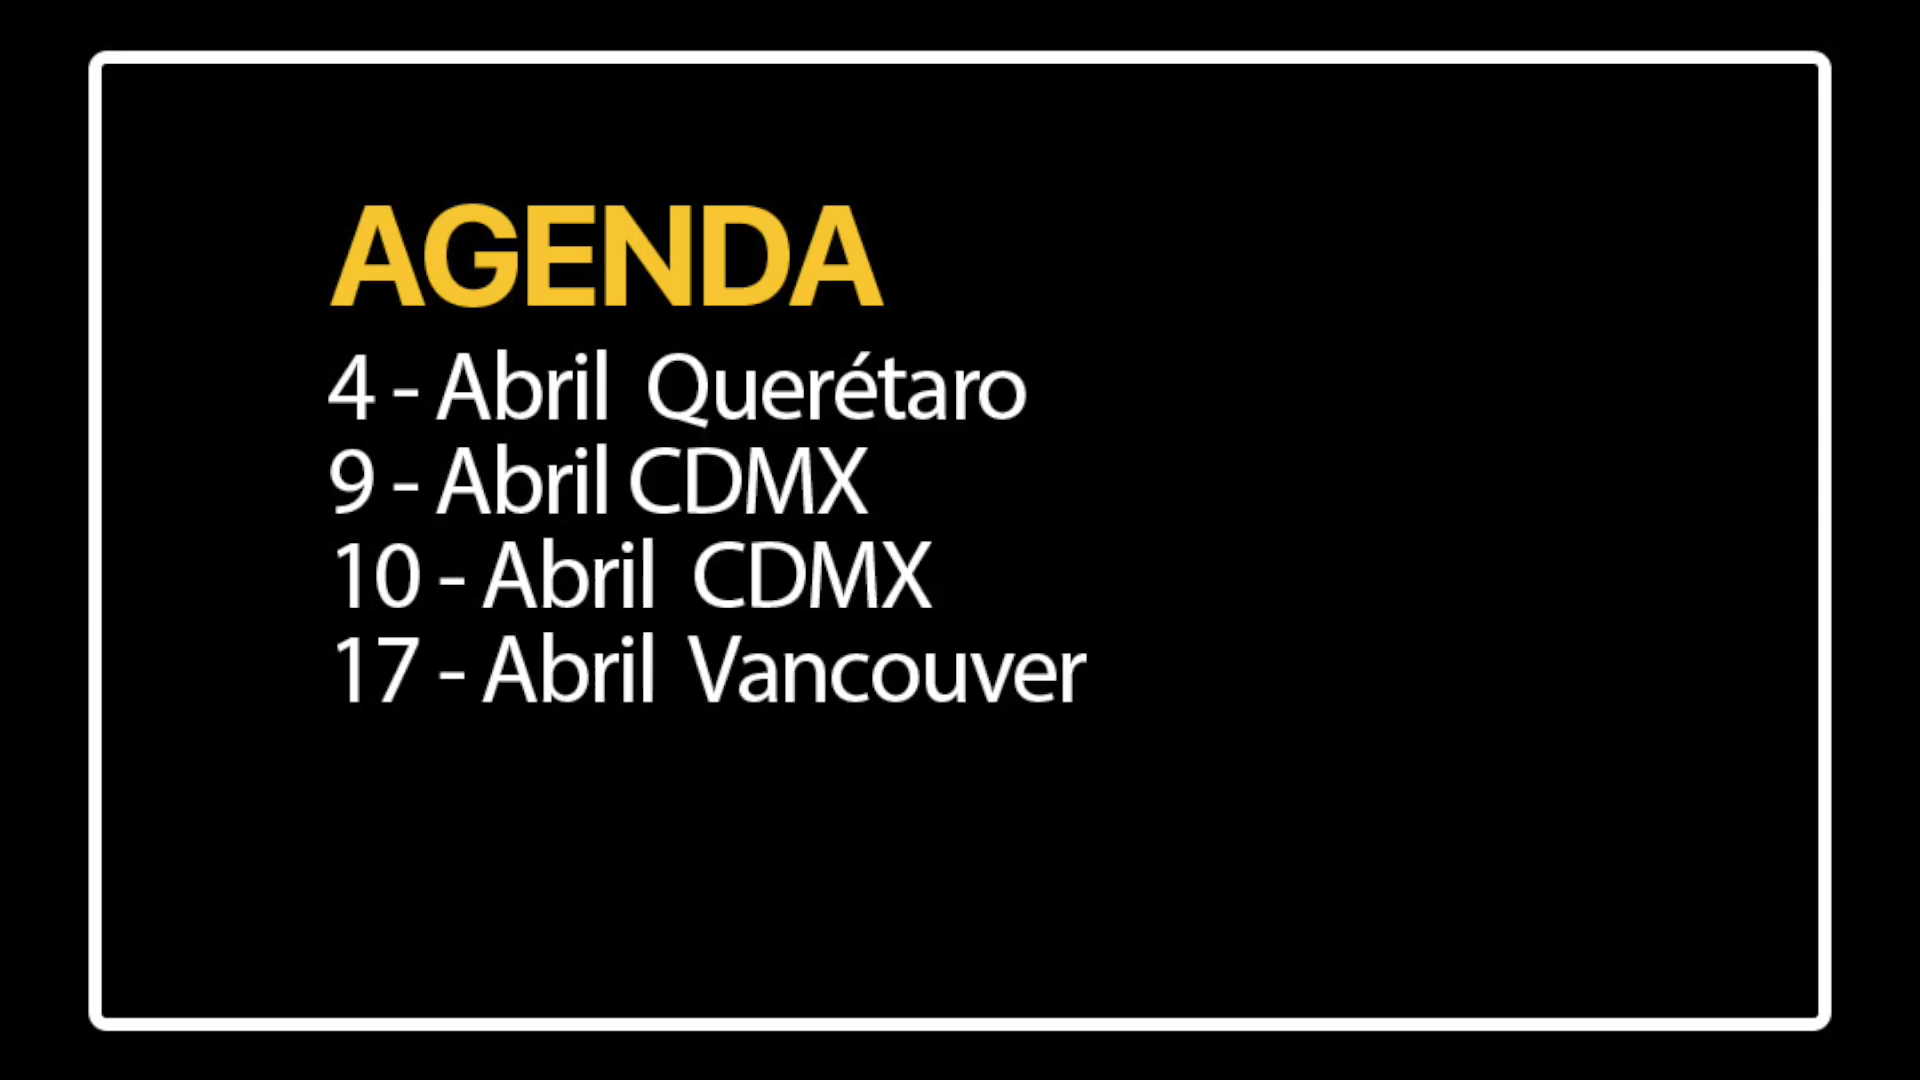 AGENDA
4 - Abril  Querétaro
9 - Abril CDMX
10 - Abril  CDMX
17 - Abril  Vancouver